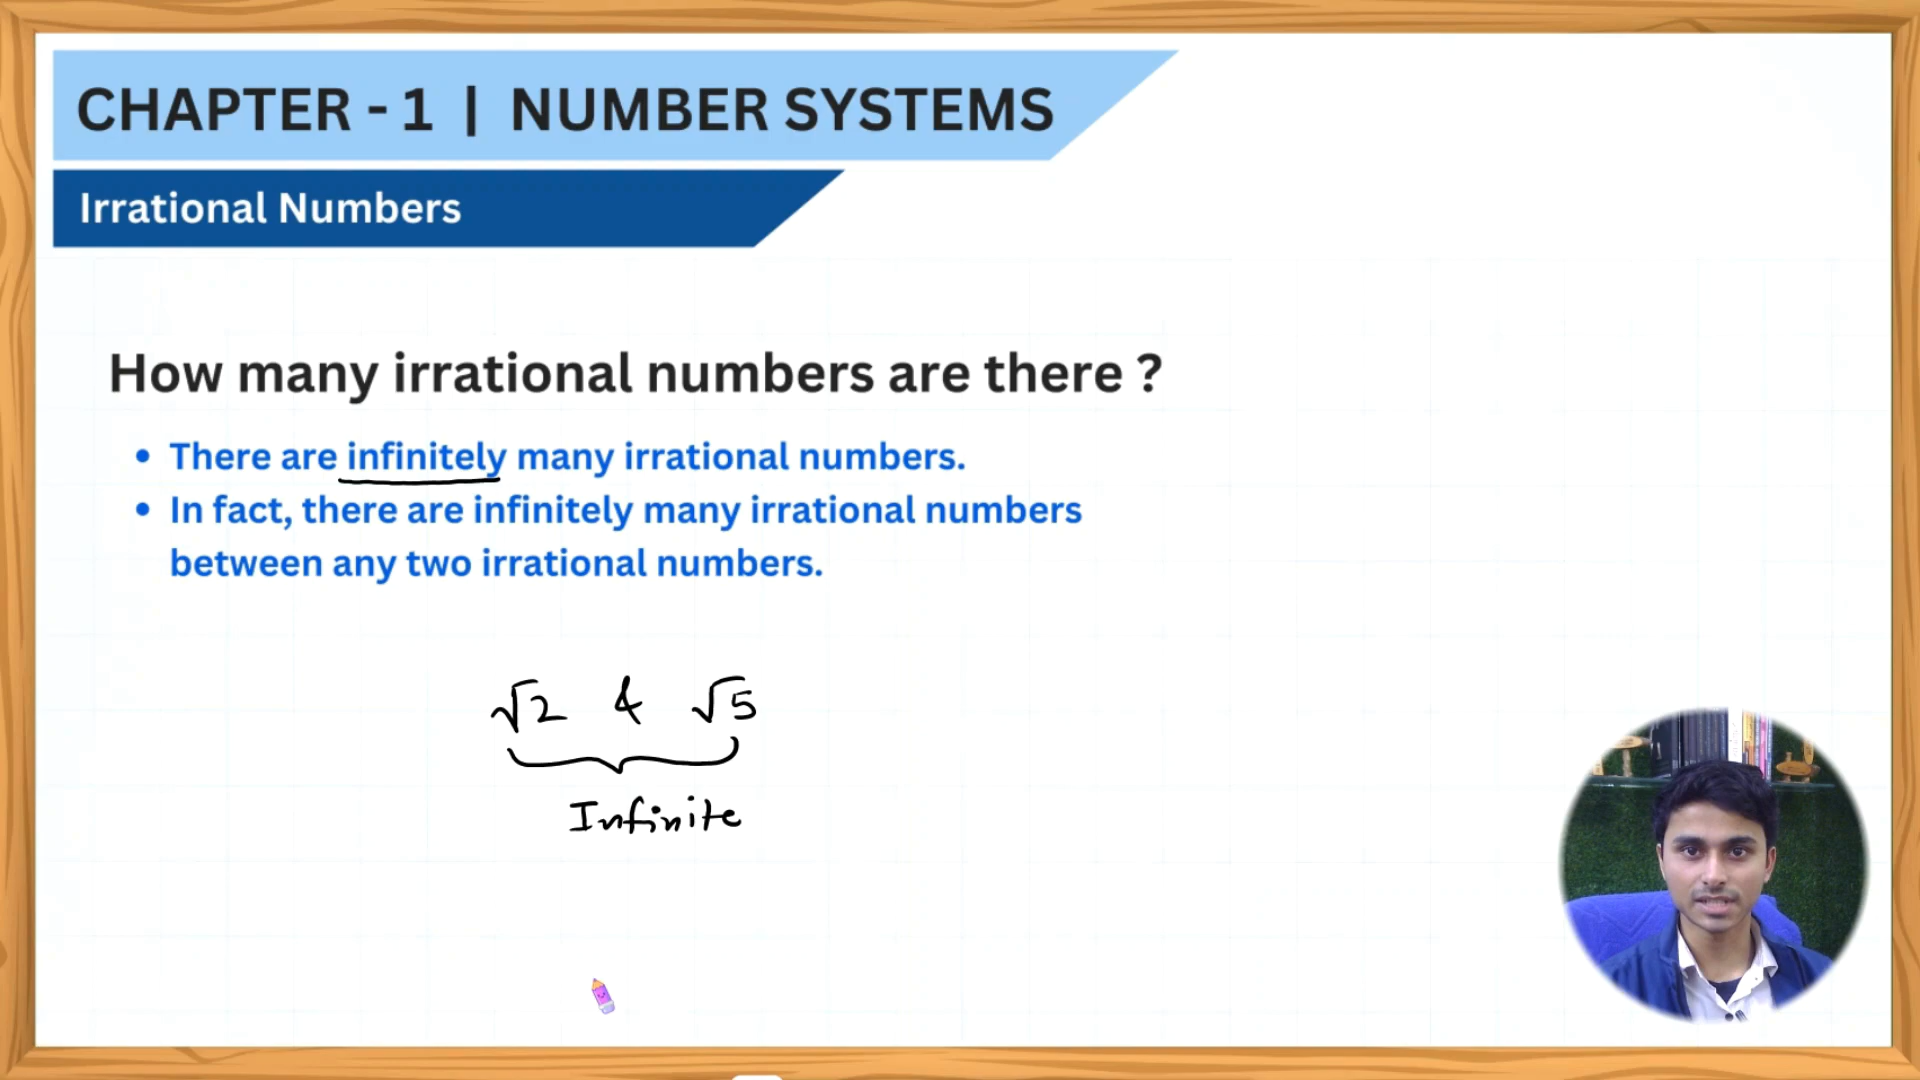 CHAPTER - 1 | NUMBER SYSTEMS
Irrational Numbers
How many irrational numbers are there ?
• There are infinitely many irrational numbers.
• In fact, there are infinitely many irrational numbers
between any two irrational numbers.
√2 & √5
Infinite